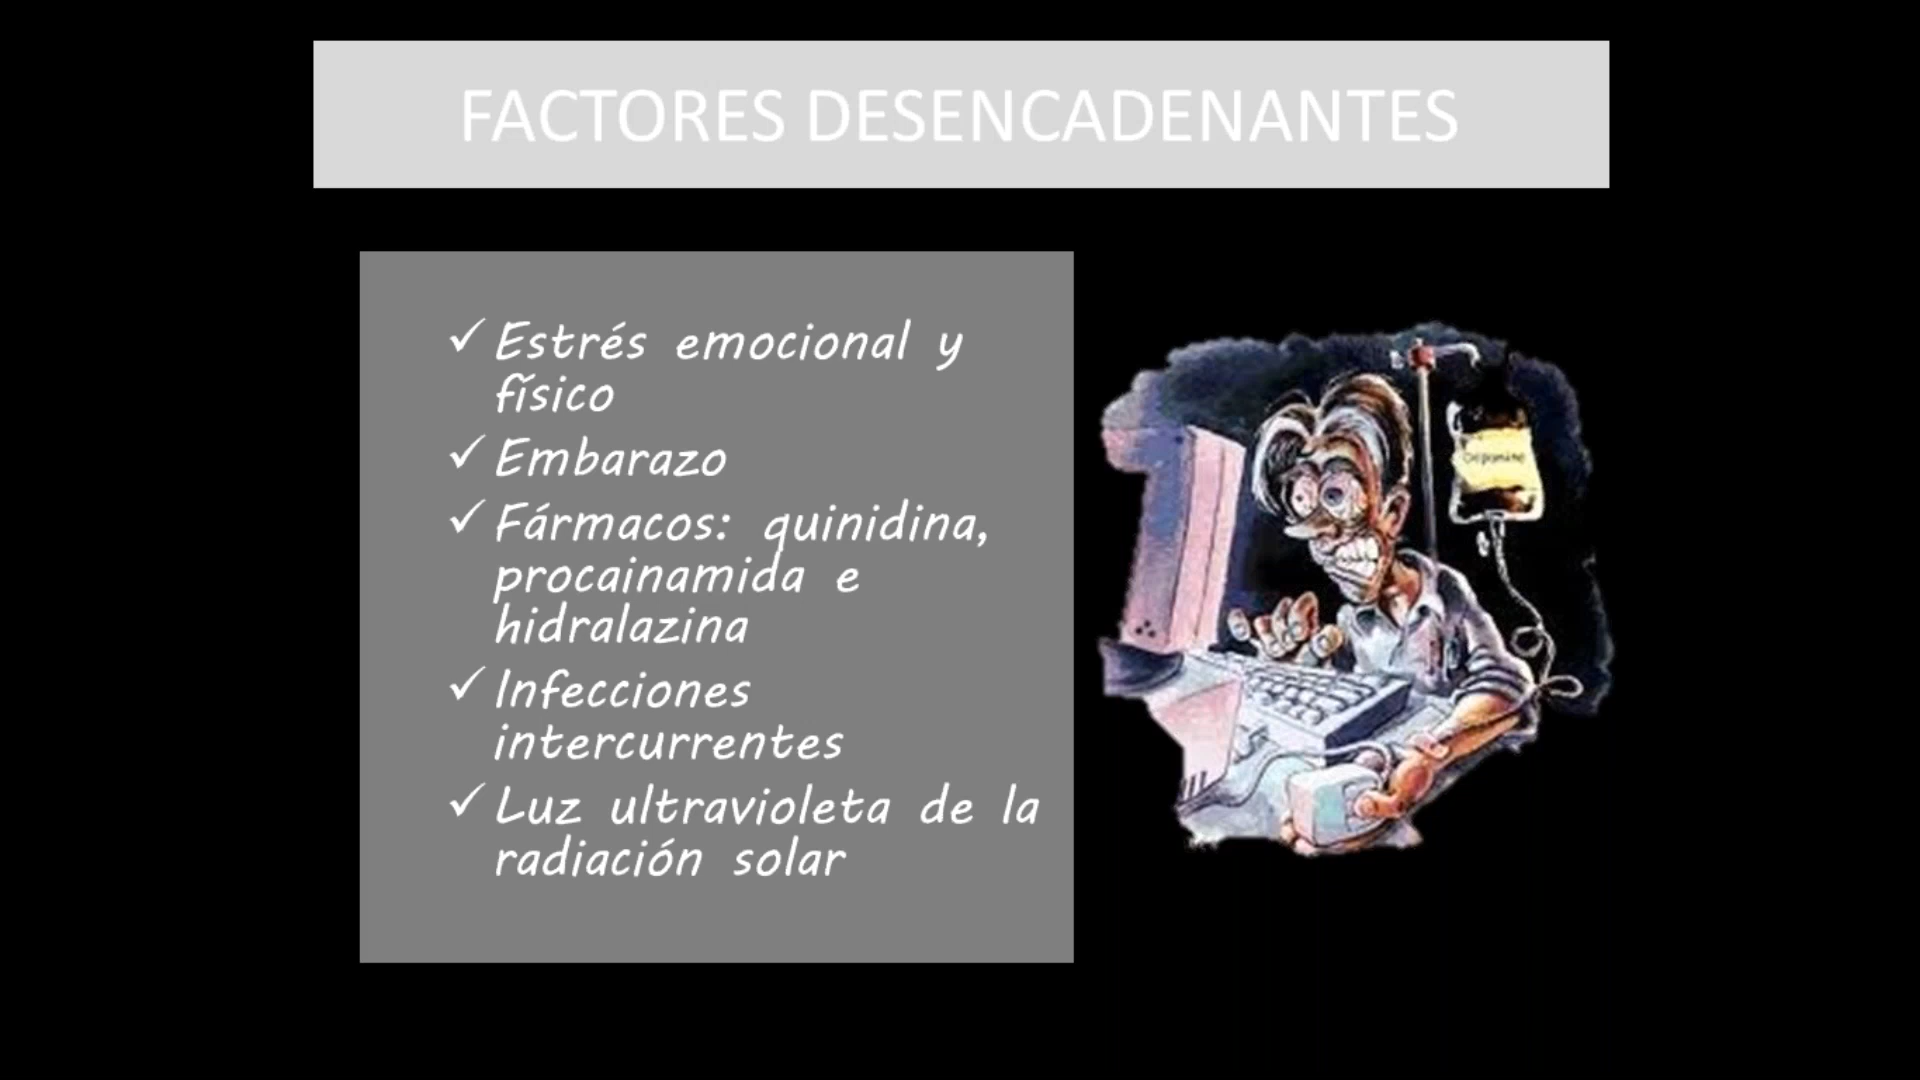 FACTORES DESENCADENANTES
✓ Estrés emocional y
físico
✓ Embarazo
✓ Fármacos: quinidina,
procainamida e
hidralazina
✓ Infecciones
intercurrentes
✓ Luz ultravioleta de la
radiación solar